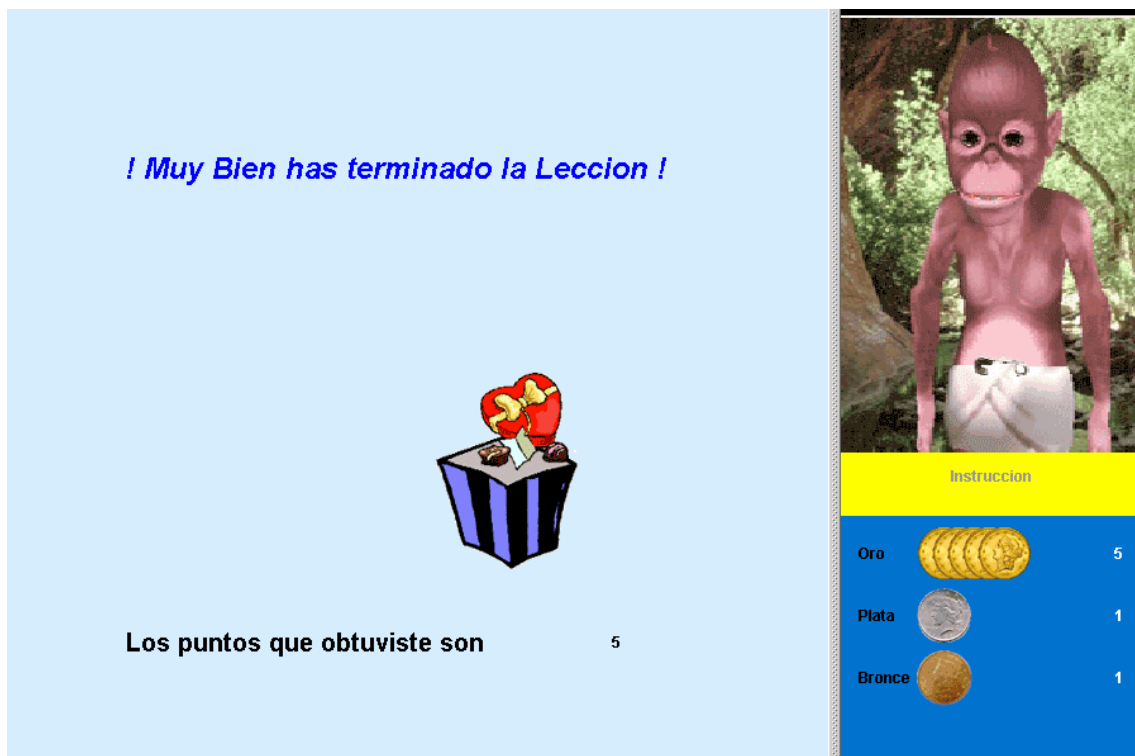 ! Muy Bien has terminado la Leccion !
Los puntos que obtuviste son 5
Instruccion
Oro 5
Plata 1
Bronce 1